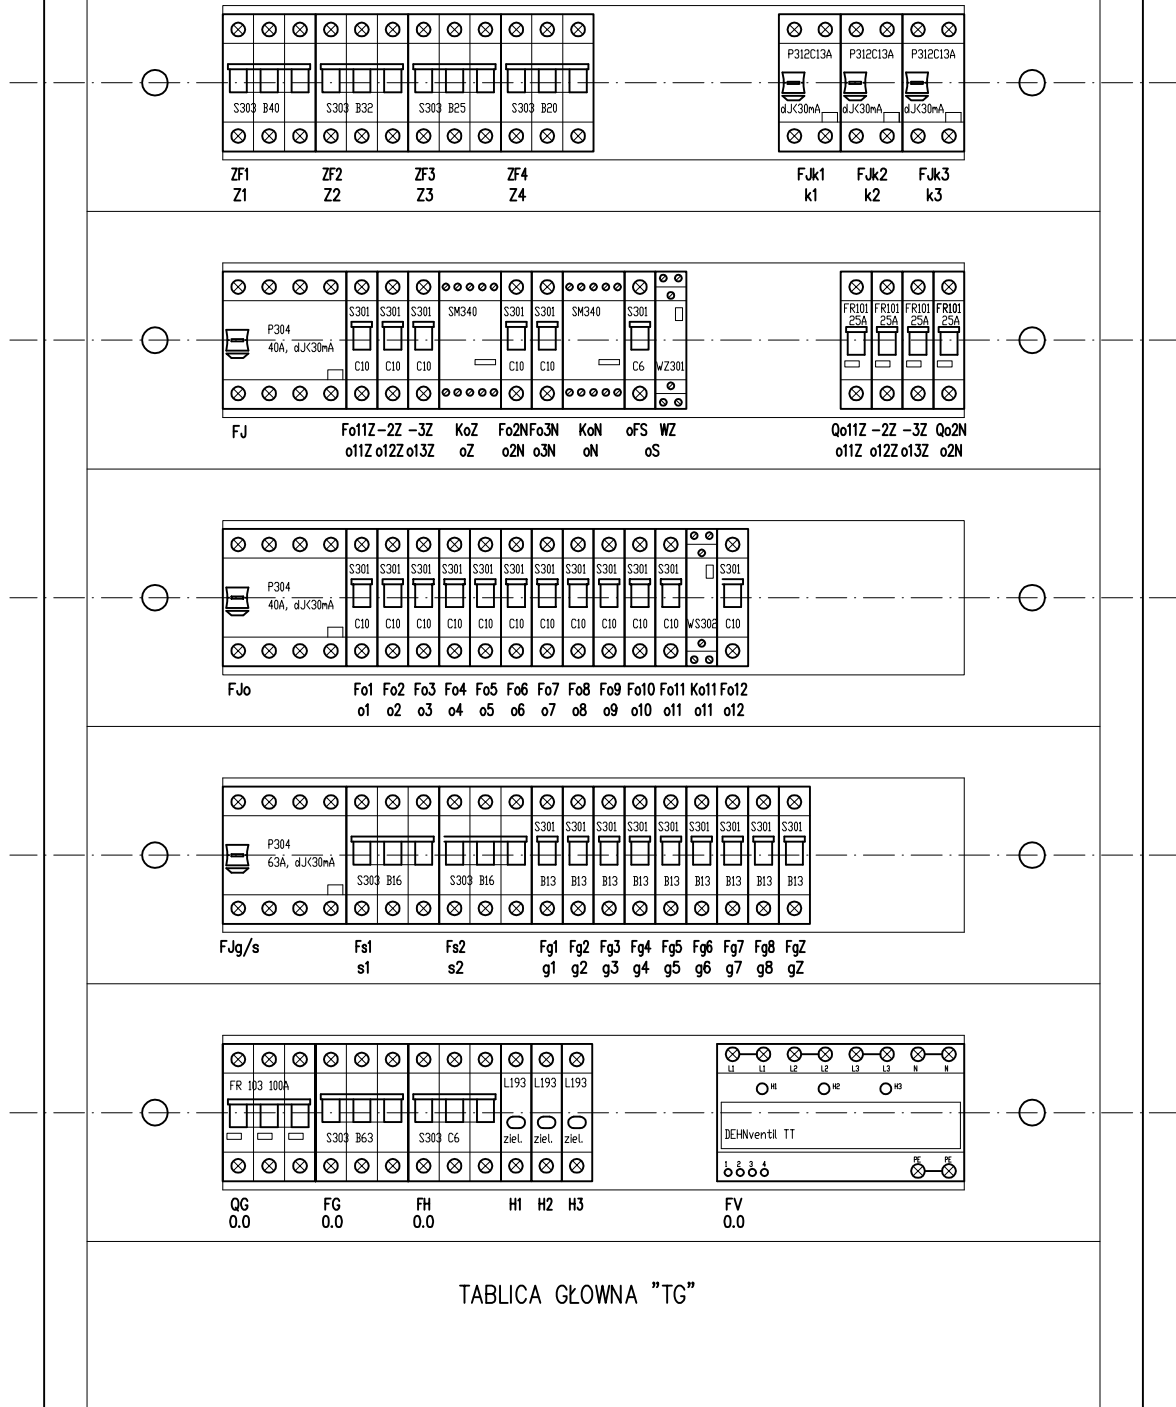 P312C13A P312C13A P312C13A
S303 B40 S303 B32 S303 B25 S303 B20 dJ<30mA dJ<30mA dJ<30mA
ZF1 ZF2 ZF3 ZF4 FJk1 FJk2 FJk3
Z1 Z2 Z3 Z4 k1 k2 k3
S301 S301 S301 SM340 S301 S301 SM340 S301 FR101 FR101 FR101 FR101
25A 25A 25A 25A
P304
40A, dJ<30mA
C10 C10 C10 C10 C10 C6 WZ301
FJ Fo11Z -2Z -3Z KoZ Fo2N Fo3N KoN oFS WZ Qo11Z -2Z -3Z Qo2N
o11Z o12Z o13Z oZ o2N o3N oN oS o11Z o12Z o13Z o2N
S301 S301 S301 S301 S301 S301 S301 S301 S301 S301 S301 S301
P304
40A, dJ<30mA
C10 C10 C10 C10 C10 C10 C10 C10 C10 C10 C10 WS302 C10
FJo Fo1 Fo2 Fo3 Fo4 Fo5 Fo6 Fo7 Fo8 Fo9 Fo10 Fo11 Ko11 Fo12
o1 o2 o3 o4 o5 o6 o7 o8 o9 o10 o11 o11 o12
S301 S301 S301 S301 S301 S301 S301 S301 S301
P304
63A, dJ<30mA
S303 B16 S303 B16 B13 B13 B13 B13 B13 B13 B13 B13 B13
FJg/s Fs1 Fs2 Fg1 Fg2 Fg3 Fg4 Fg5 Fg6 Fg7 Fg8 FgZ
s1 s2 g1 g2 g3 g4 g5 g6 g7 g8 gZ
L1 L1 L2 L2 L3 L3 N N
FR 103 100A L193 L193 L193 H1 H2 H3
S303 B63 S303 C6 ziel. ziel. ziel. DEHNventil TT
1 2 3 4 PE PE
QG FG FH H1 H2 H3 FV
0.0 0.0 0.0 0.0
TABLICA GŁOWNA "TG"